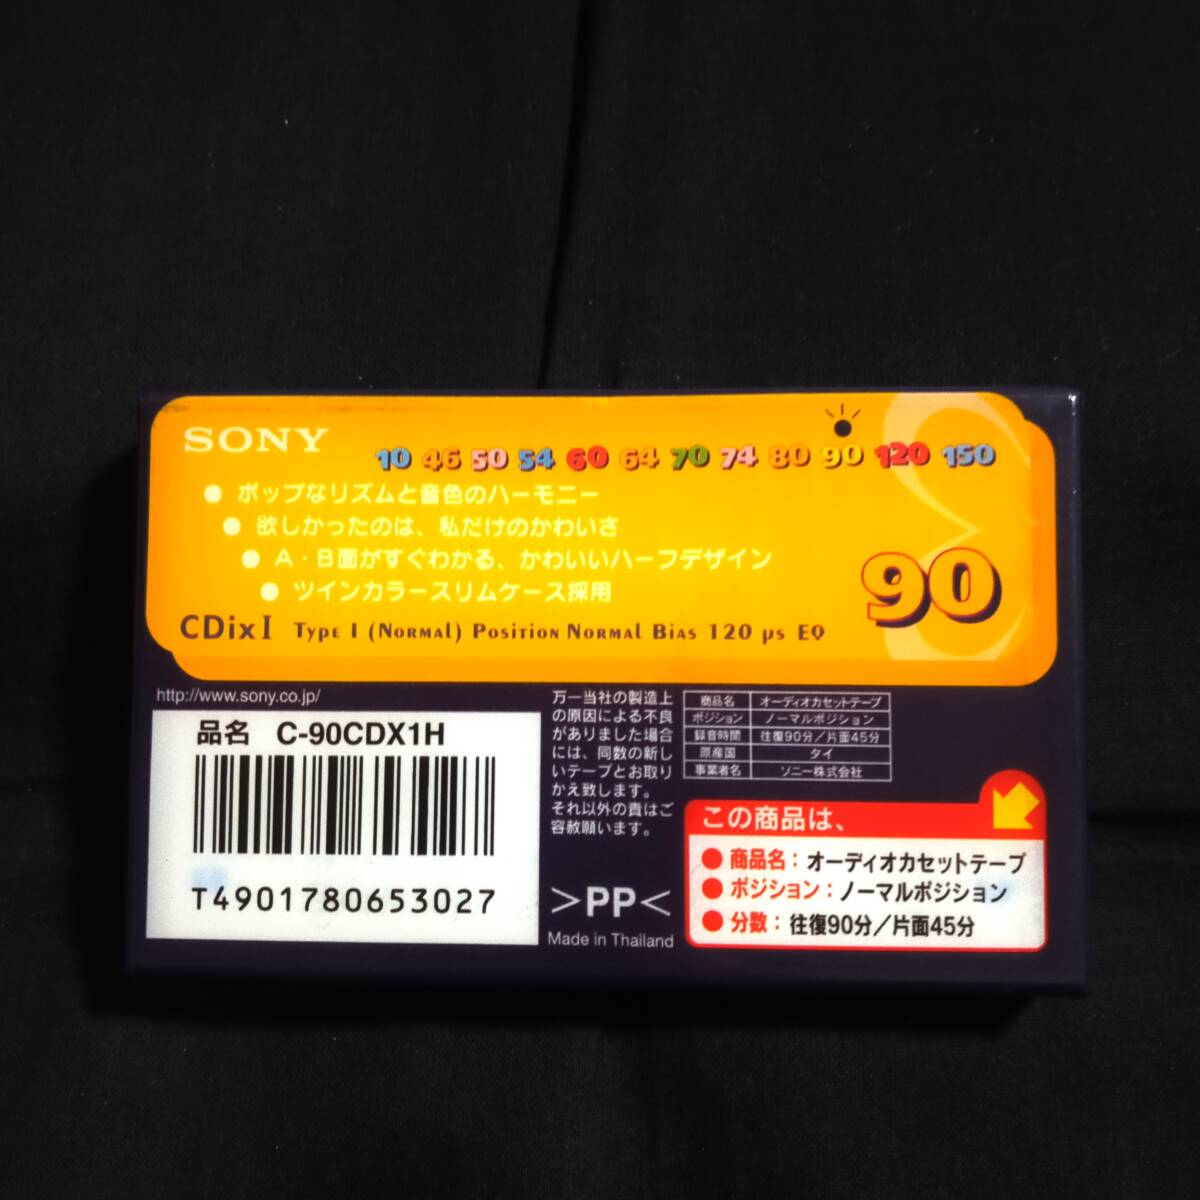 SONY
10 46 50 54 60 64 70 74 80 90 120 150
● ポップなリズムと音色のハーモニー
● 欲しかったのは、私だけのかわいさ
● A・B面がすぐわかる、かわいいハーフデザイン
● ツインカラースリムケース採用
90
CDixI Type I (Normal) Position Normal Bias 120 μs EQ
http://www.sony.co.jp/
品名 C-90CDX1H
T4901780653027
万一当社の製造上
の原因による不良
がありました場合
には、同数の新し
いテープとお取り
かえ致します。
それ以外の責はご
容赦願います。
>PP<
Made in Thailand
商品名 オーディオカセットテープ
ポジション ノーマルポジション
録音時間 往復90分/片面45分
原産国 タイ
事業者名 ソニー株式会社
この商品は、
● 商品名：オーディオカセットテープ
● ポジション：ノーマルポジション
● 分数：往復90分/片面45分